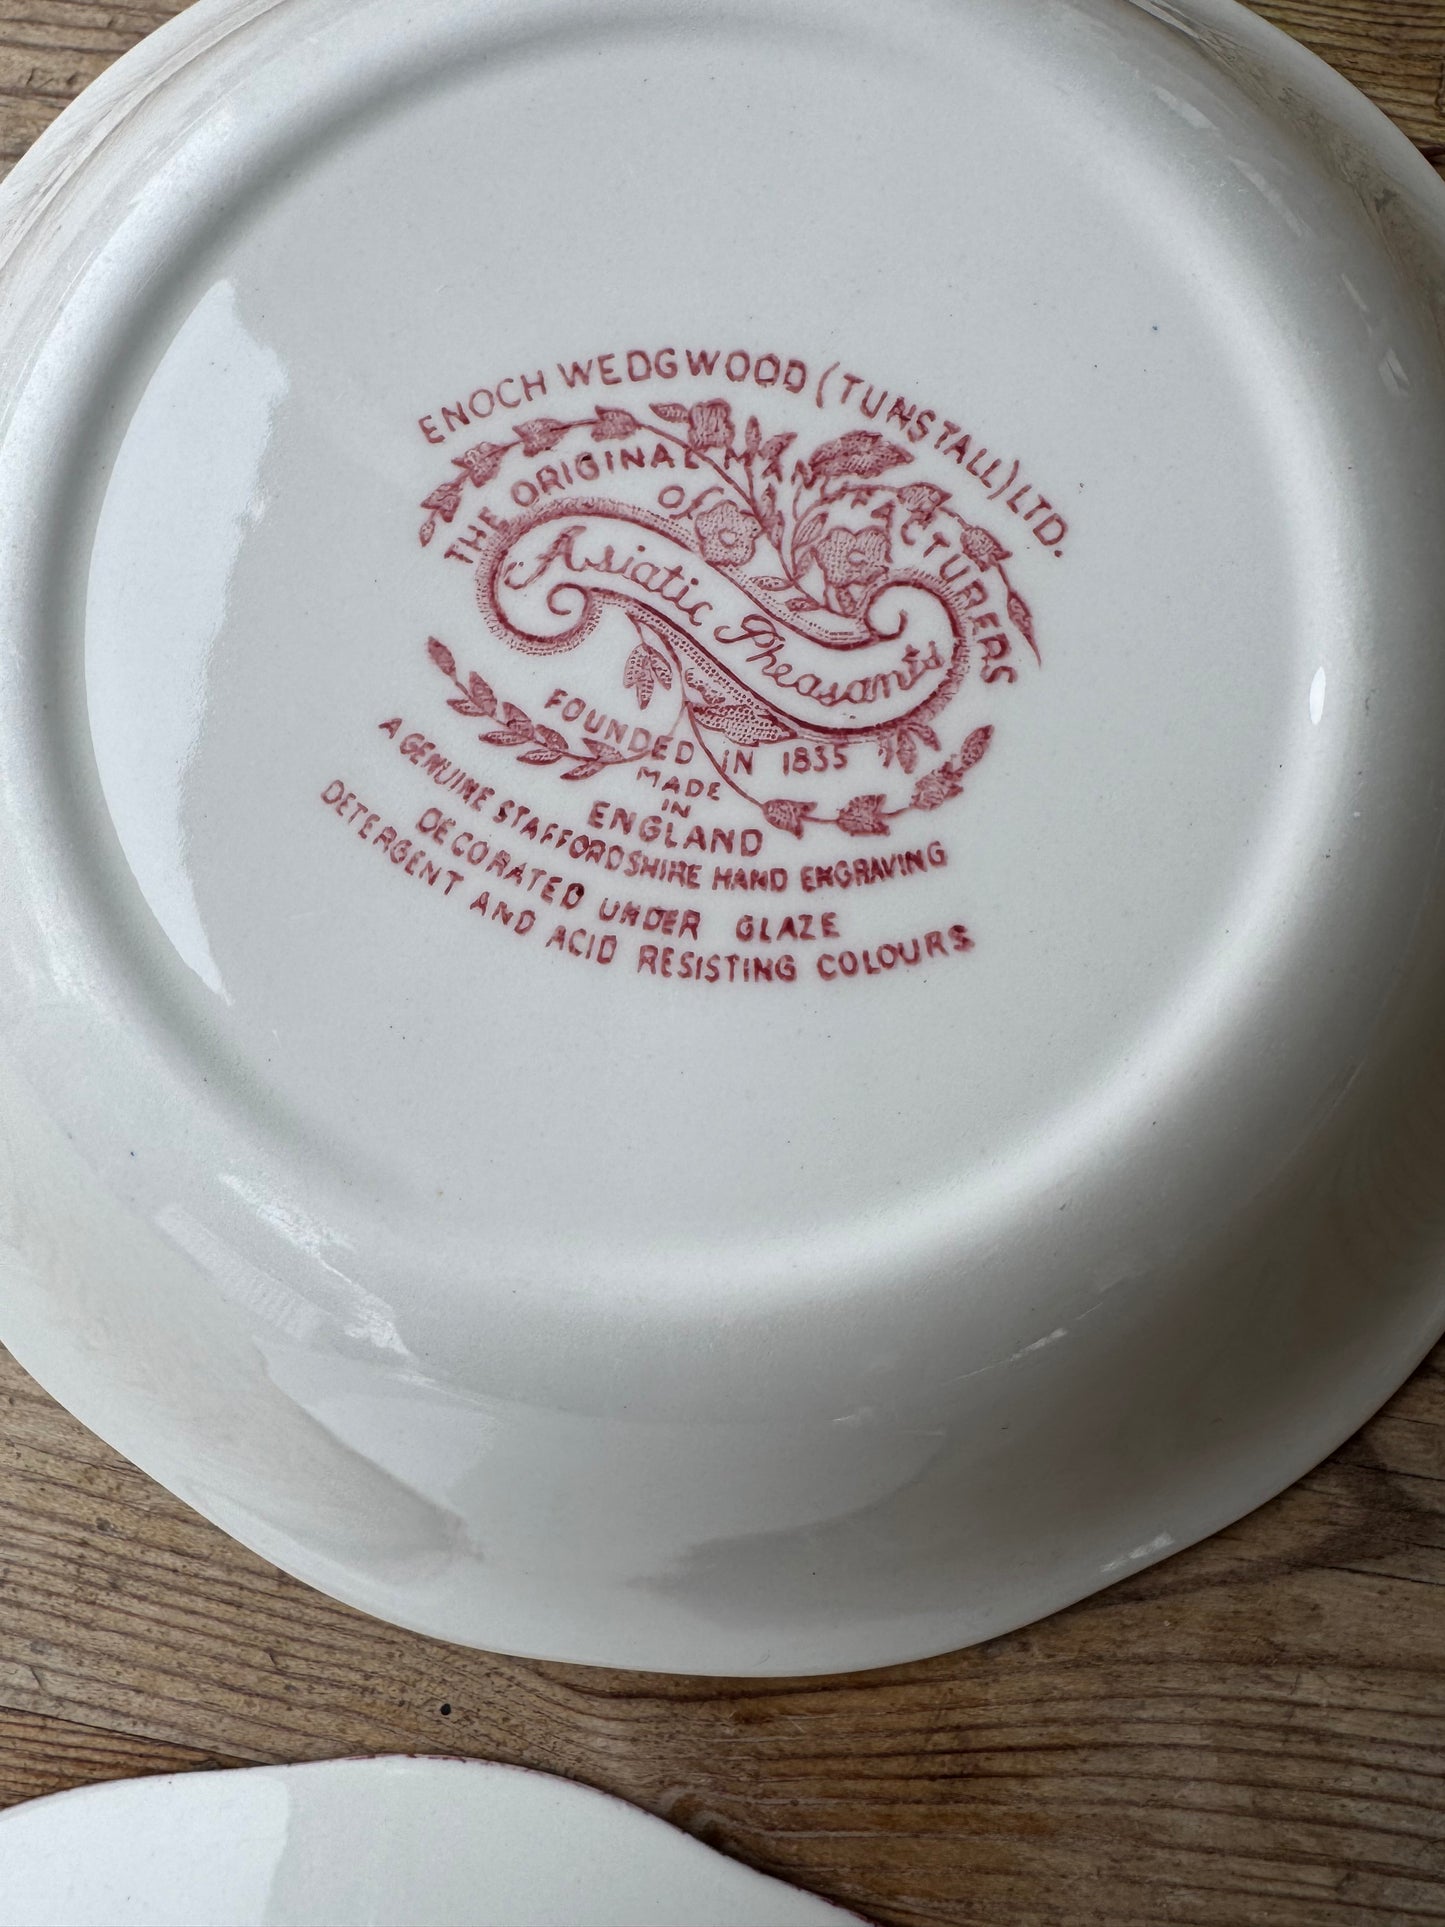 ENOCH WEDGWOOD (TUNSTALL) LTD.
THE ORIGINAL MANUFACTURERS
Of
Asiatic Pheasants
FOUNDED IN 1835
MADE
IN
ENGLAND
A GENUINE STAFFORDSHIRE HAND ENGRAVING
DECORATED UNDER GLAZE
DETERGENT AND ACID RESISTING COLOURS